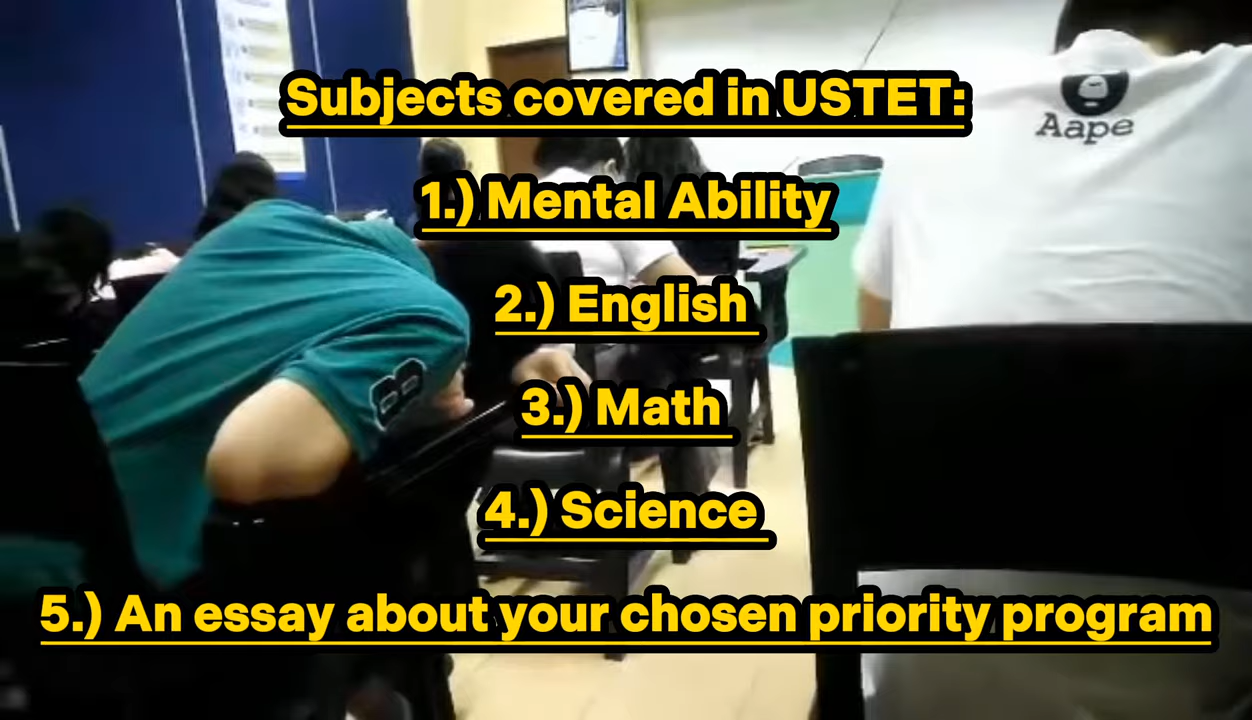 Subjects covered in USTET:
Aape
1.) Mental Ability
2.) English
3.) Math
4.) Science
5.) An essay about your chosen priority program